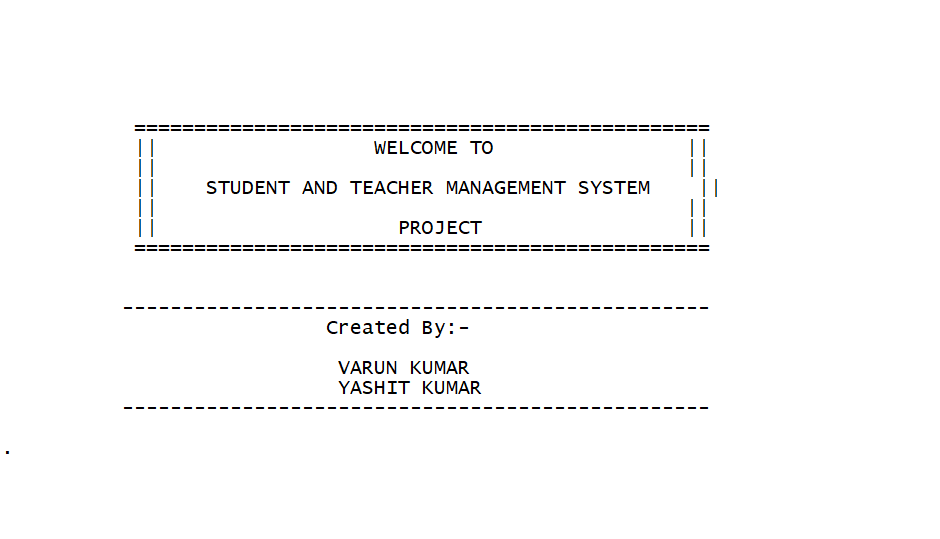 ================================================
|| WELCOME TO ||
|| ||
|| STUDENT AND TEACHER MANAGEMENT SYSTEM ||
|| ||
|| PROJECT ||
================================================
-------------------------------------------------
Created By:-
VARUN KUMAR
YASHIT KUMAR
-------------------------------------------------
.